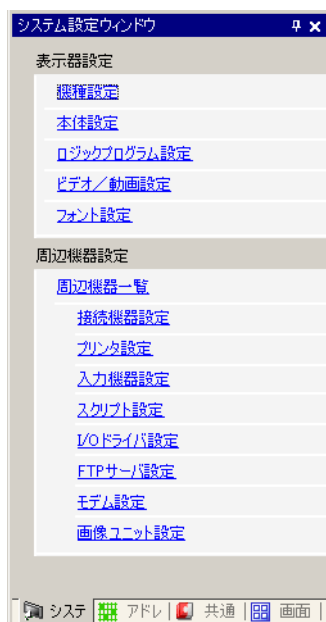 システム設定ウィンドウ
表示器設定
機種設定
本体設定
ロジックプログラム設定
ビデオ／動画設定
フォント設定
周辺機器設定
周辺機器一覧
接続機器設定
プリンタ設定
入力機器設定
スクリプト設定
I/Oドライバ設定
FTPサーバ設定
モデム設定
画像ユニット設定
システ アドレ 共通 画面